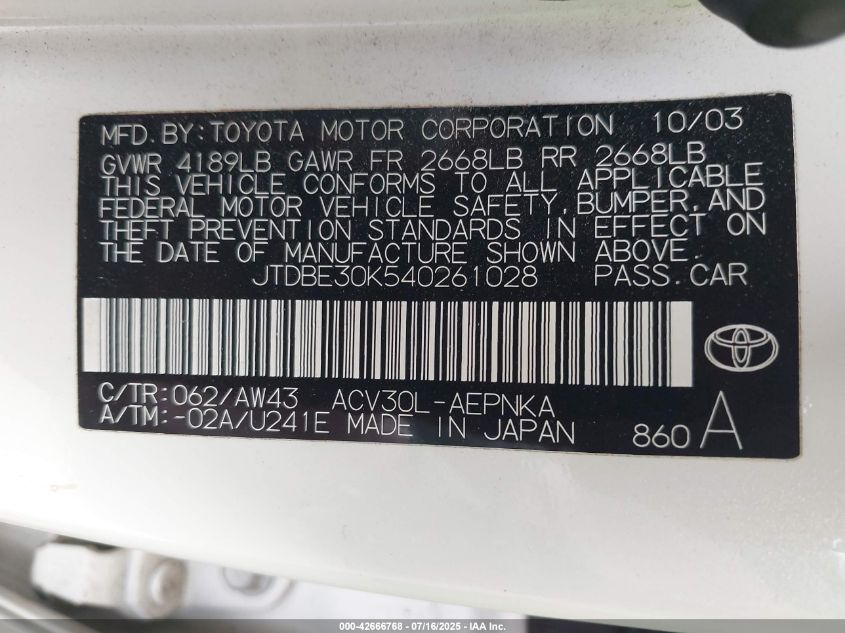 MFD. BY: TOYOTA MOTOR CORPORATION 10/03
GVWR 4189LB GAWR FR 2668LB RR 2668LB
THIS VEHICLE CONFORMS TO ALL APPLICABLE
FEDERAL MOTOR VEHICLE SAFETY, BUMPER, AND
THEFT PREVENTION STANDARDS IN EFFECT ON
THE DATE OF MANUFACTURE SHOWN ABOVE.
JTDBE30K540261028 PASS. CAR
C/TR: 062/AW43 ACV30L-AEPNKA
A/TM: -02A/U241E MADE IN JAPAN 860 A
000-42666768 - 07/16/2025 - IAA Inc.